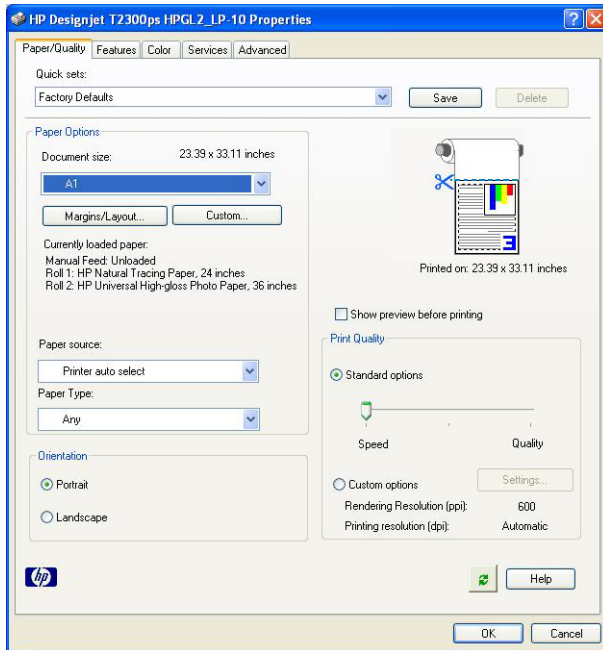 HP Designjet T2300ps HPGL2_LP-10 Properties
Paper/Quality Features Color Services Advanced
Quick sets:
Factory Defaults
Save
Delete
Paper Options
Document size: 23.39 x 33.11 inches
A1
Margins/Layout...
Custom...
Currently loaded paper:
Manual Feed: Unloaded
Roll 1: HP Natural Tracing Paper, 24 inches
Roll 2: HP Universal High-gloss Photo Paper, 36 inches
Paper source:
Printer auto select
Paper Type:
Any
Orientation
Portrait
Landscape
3
Printed on: 23.39 x 33.11 inches
Show preview before printing
Print Quality
Standard options
Speed Quality
Custom options
Settings...
Rendering Resolution (ppi): 600
Printing resolution (dpi): Automatic
hp
Help
OK
Cancel